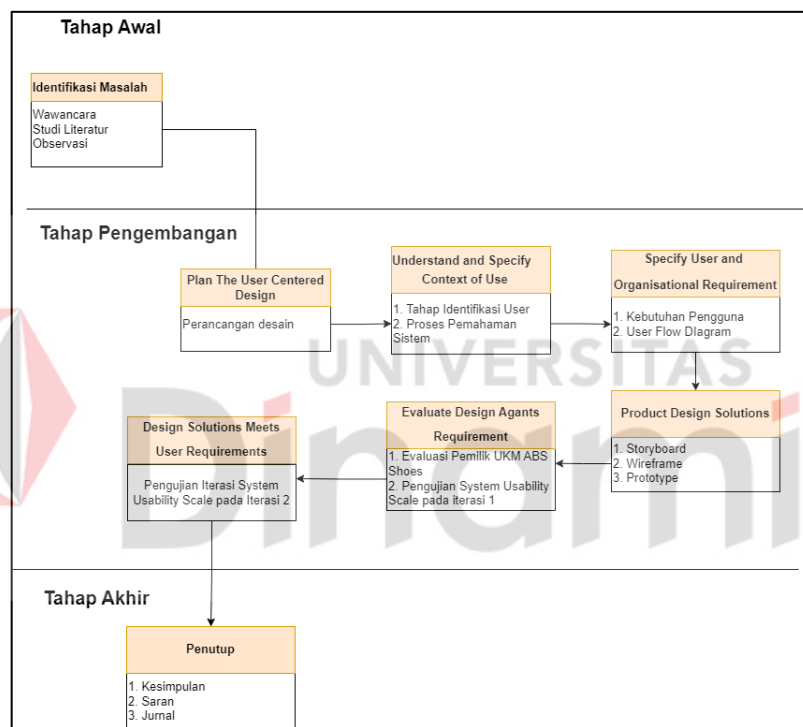 Tahap Awal
Identifikasi Masalah
Wawancara
Studi Literatur
Observasi
Tahap Pengembangan
Plan The User Centered
Design
Perancangan desain
Understand and Specify
Context of Use
1. Tahap Identifikasi User
2. Proses Pemahaman
Sistem
Specify User and
Organisational Requirement
1. Kebutuhan Pengguna
2. User Flow DIagram
UNIVERSITAS
Dinami
Product Design Solutions
1. Storyboard
2. Wireframe
3. Prototype
Evaluate Design Agants
Requirement
1. Evaluasi Pemilik UKM ABS
Shoes
2. Pengujian System Usability
Scale pada iterasi 1
Design Solutions Meets
User Requirements
Pengujian Iterasi System
Usability Scale pada Iterasi 2
Tahap Akhir
Penutup
1. Kesimpulan
2. Saran
3. Jurnal